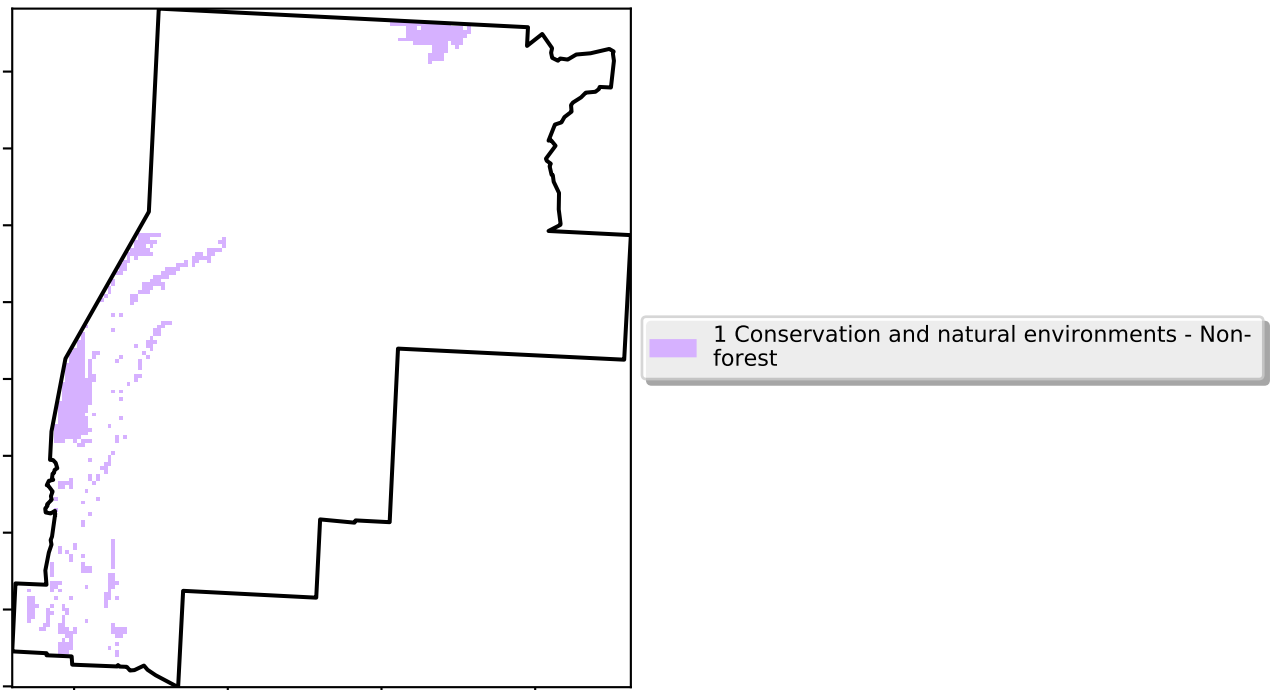 1 Conservation and natural environments - Non-
forest